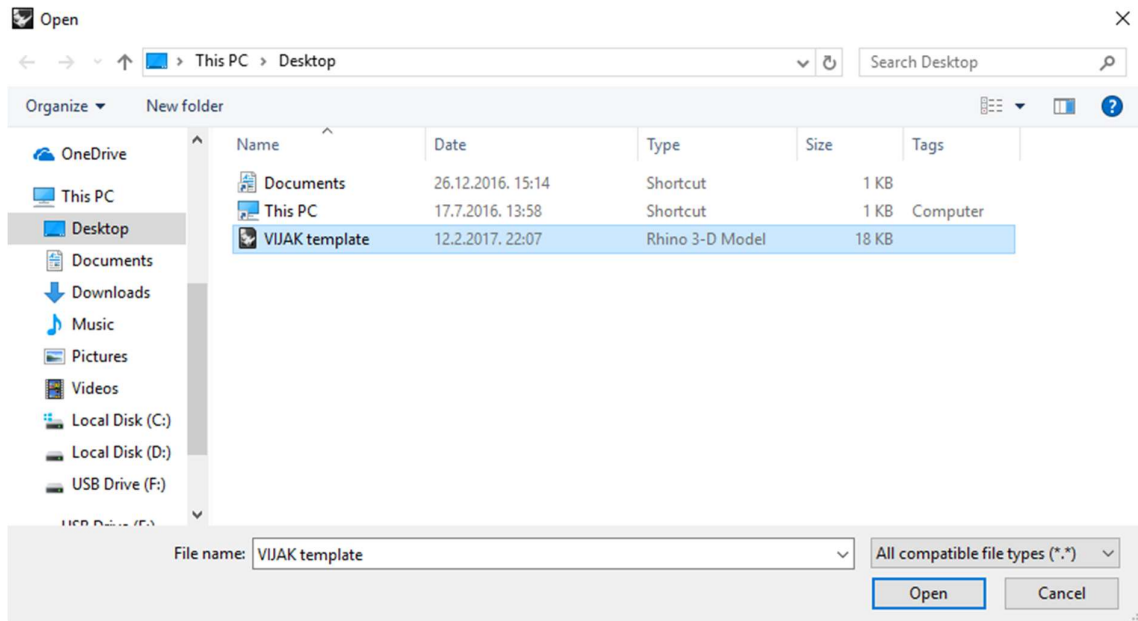 Open
This PC > Desktop
Search Desktop
Organize
New folder
OneDrive
This PC
Desktop
Documents
Downloads
Music
Pictures
Videos
Local Disk (C:)
Local Disk (D:)
USB Drive (F:)
USB Drive (F:)
Name Date Type Size Tags
Documents 26.12.2016. 15:14 Shortcut 1 KB
This PC 17.7.2016. 13:58 Shortcut 1 KB Computer
VIJAK template 12.2.2017. 22:07 Rhino 3-D Model 18 KB
File name: VIJAK template
All compatible file types (*.*)
Open Cancel